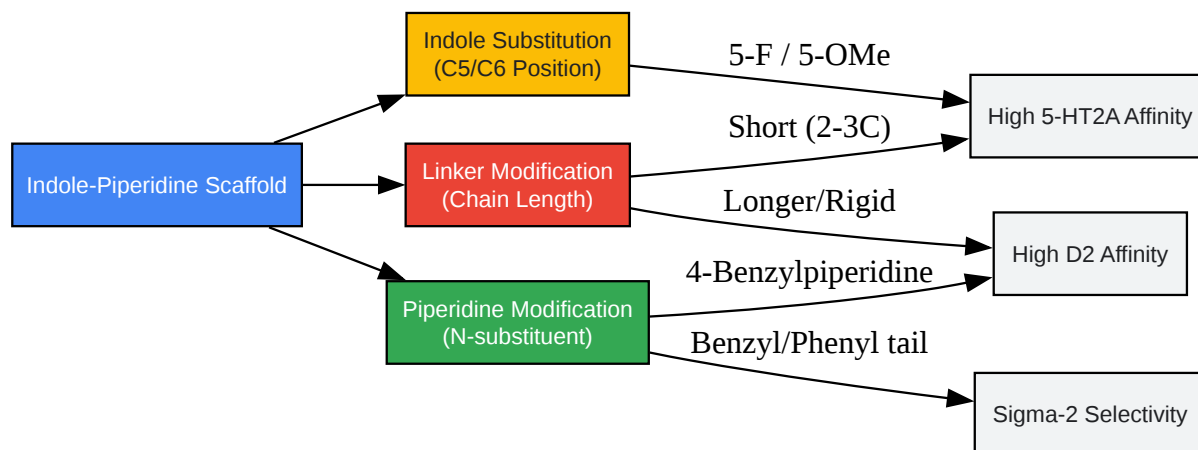 Indole Substitution
(C5/C6 Position)
5-F / 5-OMe
High 5-HT2A Affinity
Short (2-3C)
Indole-Piperidine Scaffold
Linker Modification
(Chain Length)
Longer/Rigid
High D2 Affinity
4-Benzylpiperidine
Piperidine Modification
(N-substituent)
Benzyl/Phenyl tail
Sigma-2 Selectivity